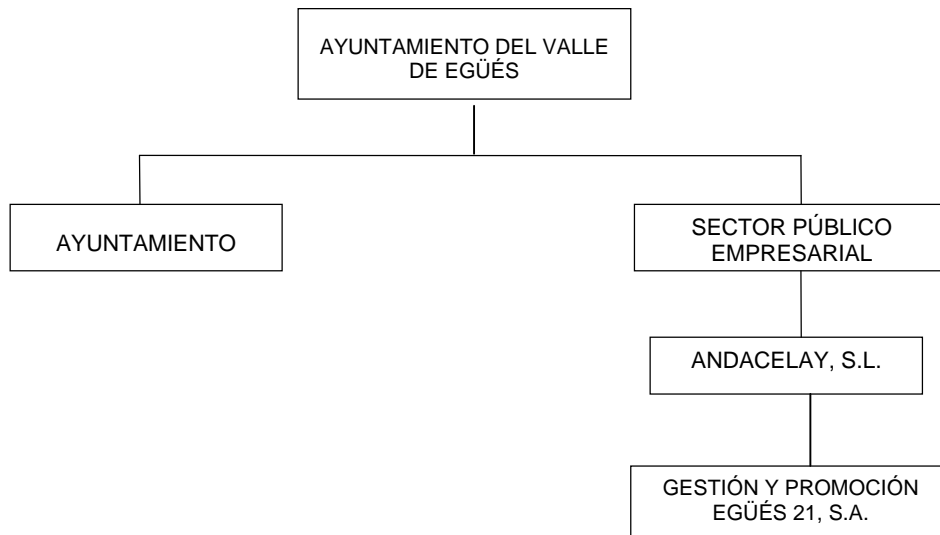 AYUNTAMIENTO DEL VALLE
DE EGÜÉS
AYUNTAMIENTO
SECTOR PÚBLICO
EMPRESARIAL
ANDACELAY, S.L.
GESTIÓN Y PROMOCIÓN
EGÜÉS 21, S.A.